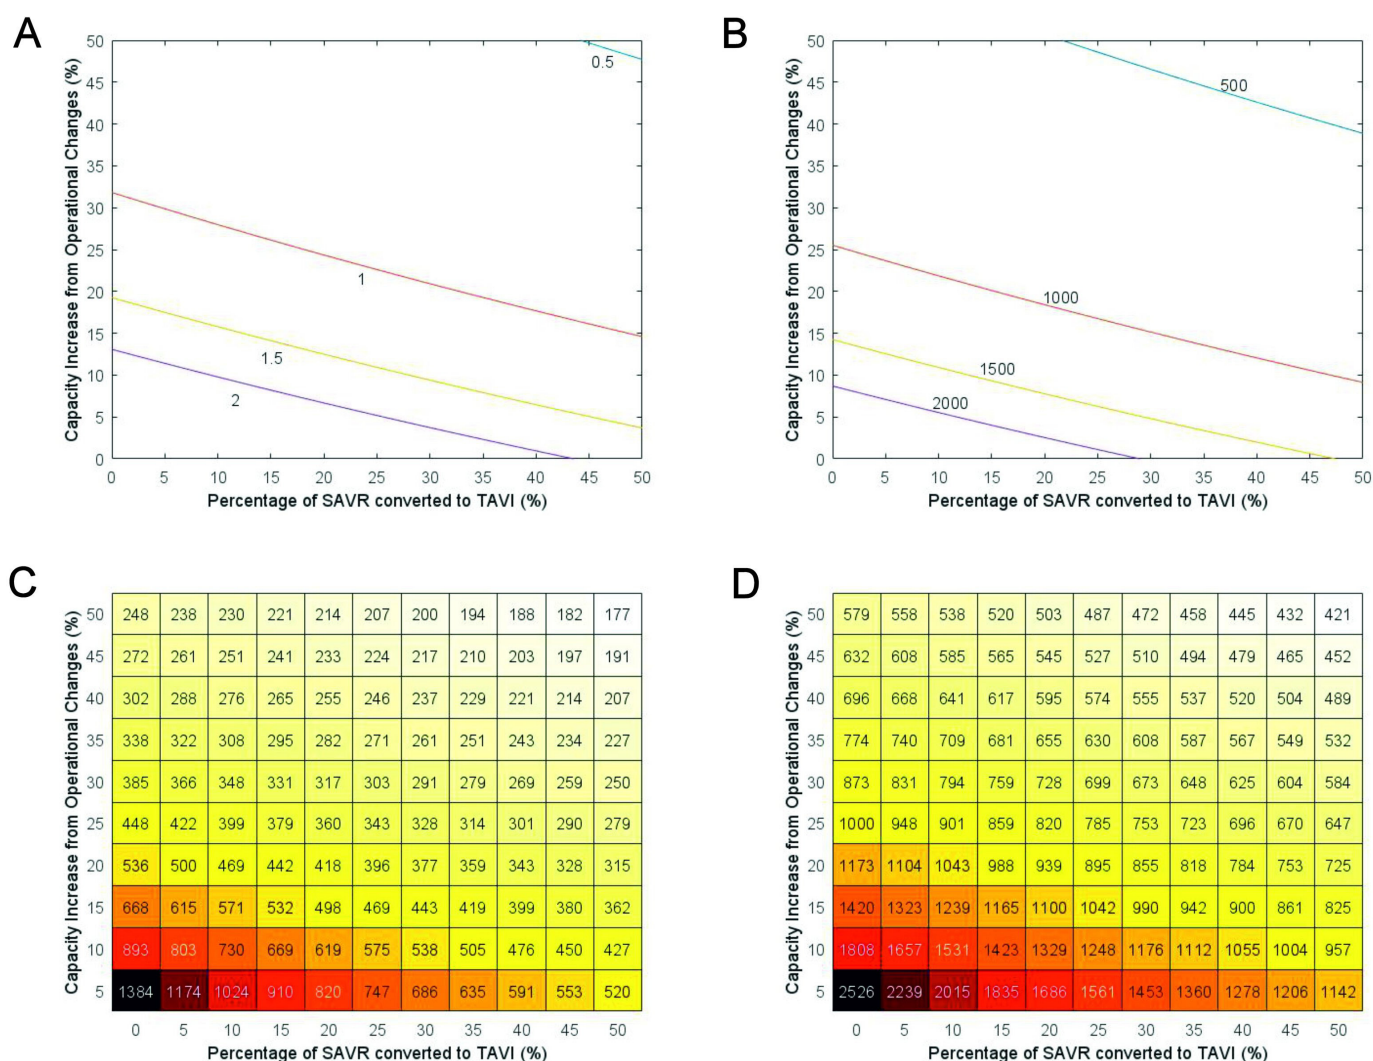 A
Capacity Increase from Operational Changes (%)
50
45
40
35
30
25
20
15
10
5
0
0.5
1
1.5
2
0 5 10 15 20 25 30 35 40 45 50
Percentage of SAVR converted to TAVI (%)
B
Capacity Increase from Operational Changes (%)
50
45
40
35
30
25
20
15
10
5
0
500
1000
1500
2000
0 5 10 15 20 25 30 35 40 45 50
Percentage of SAVR converted to TAVI (%)
C
Capacity Increase from Operational Changes (%)
50 248 238 230 221 214 207 200 194 188 182 177
45 272 261 251 241 233 224 217 210 203 197 191
40 302 288 276 265 255 246 237 229 221 214 207
35 338 322 308 295 282 271 261 251 243 234 227
30 385 366 348 331 317 303 291 279 269 259 250
25 448 422 399 379 360 343 328 314 301 290 279
20 536 500 469 442 418 396 377 359 343 328 315
15 668 615 571 532 498 469 443 419 399 380 362
10 893 803 730 669 619 575 538 505 476 450 427
5 1384 1174 1024 910 820 747 686 635 591 553 520
0 5 10 15 20 25 30 35 40 45 50
Percentage of SAVR converted to TAVI (%)
D
Capacity Increase from Operational Changes (%)
50 579 558 538 520 503 487 472 458 445 432 421
45 632 608 585 565 545 527 510 494 479 465 452
40 696 668 641 617 595 574 555 537 520 504 489
35 774 740 709 681 655 630 608 587 567 549 532
30 873 831 794 759 728 699 673 648 625 604 584
25 1000 948 901 859 820 785 753 723 696 670 647
20 1173 1104 1043 988 939 895 855 818 784 753 725
15 1420 1323 1239 1165 1100 1042 990 942 900 861 825
10 1808 1657 1531 1423 1329 1248 1176 1112 1055 1004 957
5 2526 2239 2015 1835 1686 1561 1453 1360 1278 1206 1142
0 5 10 15 20 25 30 35 40 45 50
Percentage of SAVR converted to TAVI (%)